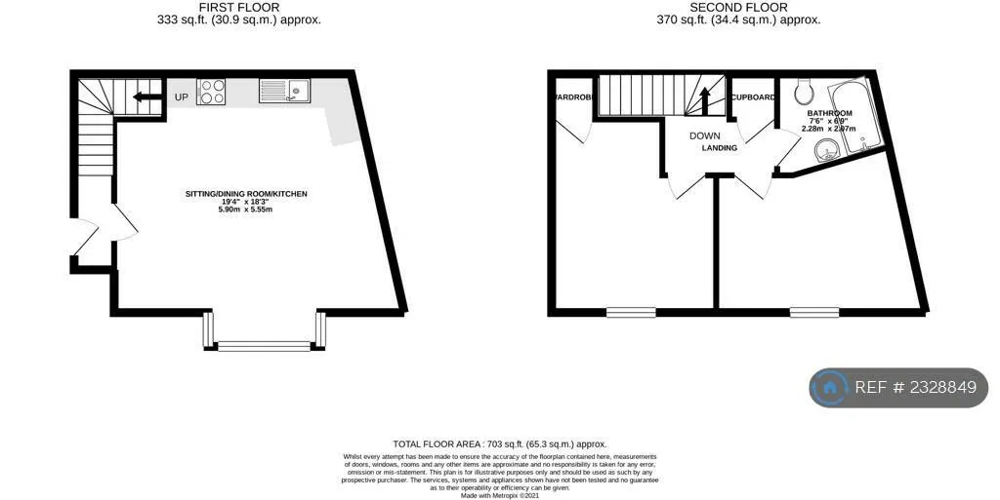 FIRST FLOOR
333 sq.ft. (30.9 sq.m.) approx.
UP
SITTING/DINING ROOM/KITCHEN
19'4" x 18'3"
5.90m x 5.55m
SECOND FLOOR
370 sq.ft. (34.4 sq.m.) approx.
WARDROBE
CUPBOARD
BATHROOM
7'6" x 6'9"
2.28m x 2.07m
DOWN
LANDING
REF # 2328849
TOTAL FLOOR AREA : 703 sq.ft. (65.3 sq.m.) approx.
Whilst every attempt has been made to ensure the accuracy of the floorplan contained here, measurements
of doors, windows, rooms and any other items are approximate and no responsibility is taken for any error,
omission or mis-statement. This plan is for illustrative purposes only and should be used as such by any
prospective purchaser. The services, systems and appliances shown have not been tested and no guarantee
as to their operability or efficiency can be given.
Made with Metropix ©2021